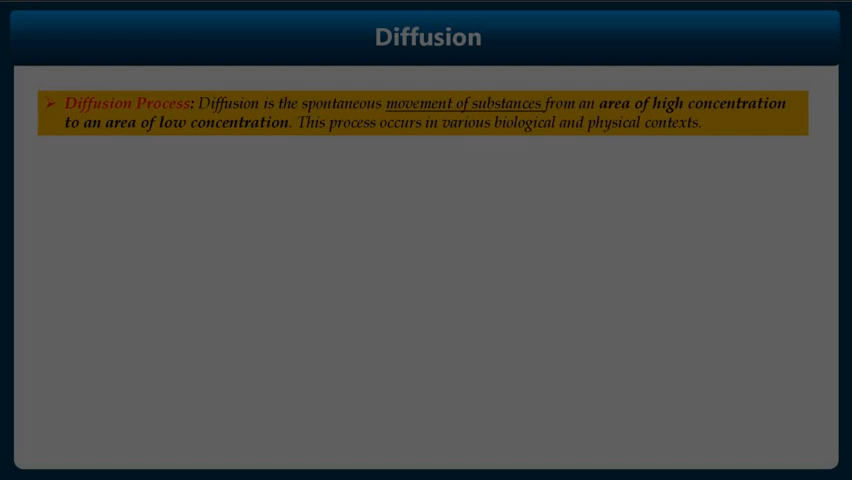 Diffusion
➢ Diffusion Process: Diffusion is the spontaneous movement of substances from an area of high concentration
to an area of low concentration. This process occurs in various biological and physical contexts.